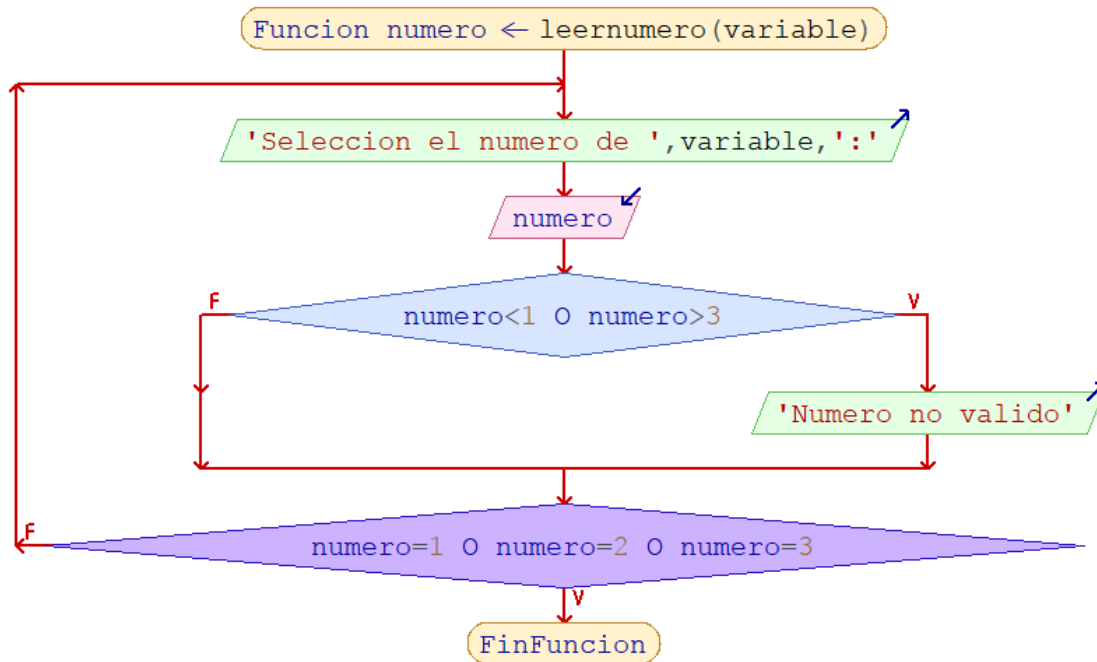 Funcion numero ← leernumero(variable)
'Seleccion el numero de ',variable,':'
numero
F
V
numero<1 O numero>3
'Numero no valido'
F
numero=1 O numero=2 O numero=3
V
FinFuncion